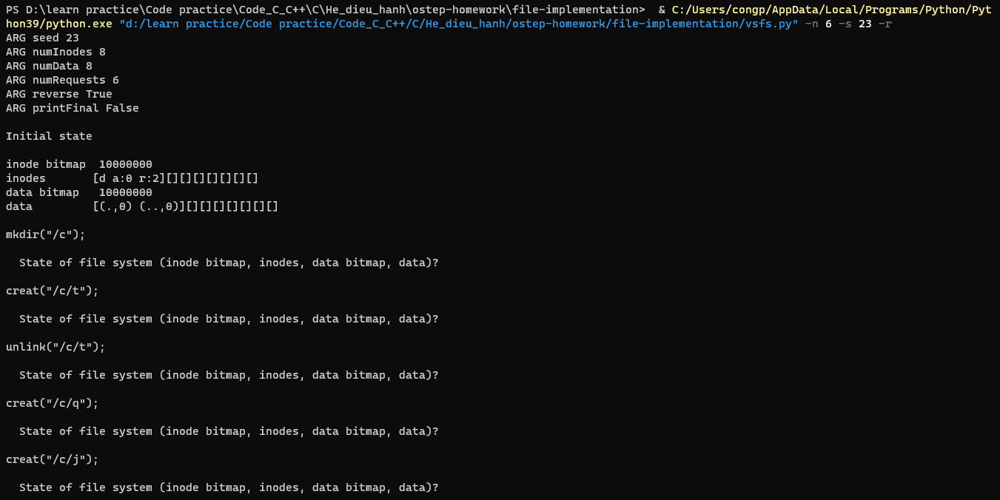 PS D:\learn practice\Code practice\Code_C_C++\C\He_dieu_hanh\ostep-homework\file-implementation>  & C:/Users/congp/AppData/Local/Programs/Python/Pyt
hon39/python.exe "d:/learn practice/Code practice/Code_C_C++/C/He_dieu_hanh/ostep-homework/file-implementation/vsfs.py" -n 6 -s 23 -r
ARG seed 23
ARG numInodes 8
ARG numData 8
ARG numRequests 6
ARG reverse True
ARG printFinal False
Initial state
inode bitmap  10000000
inodes       [d a:0 r:2][][][][][][][]
data bitmap   10000000
data         [(.,0) (..,0)][][][][][][][]
mkdir("/c");
  State of file system (inode bitmap, inodes, data bitmap, data)?
creat("/c/t");
  State of file system (inode bitmap, inodes, data bitmap, data)?
unlink("/c/t");
  State of file system (inode bitmap, inodes, data bitmap, data)?
creat("/c/q");
  State of file system (inode bitmap, inodes, data bitmap, data)?
creat("/c/j");
  State of file system (inode bitmap, inodes, data bitmap, data)?